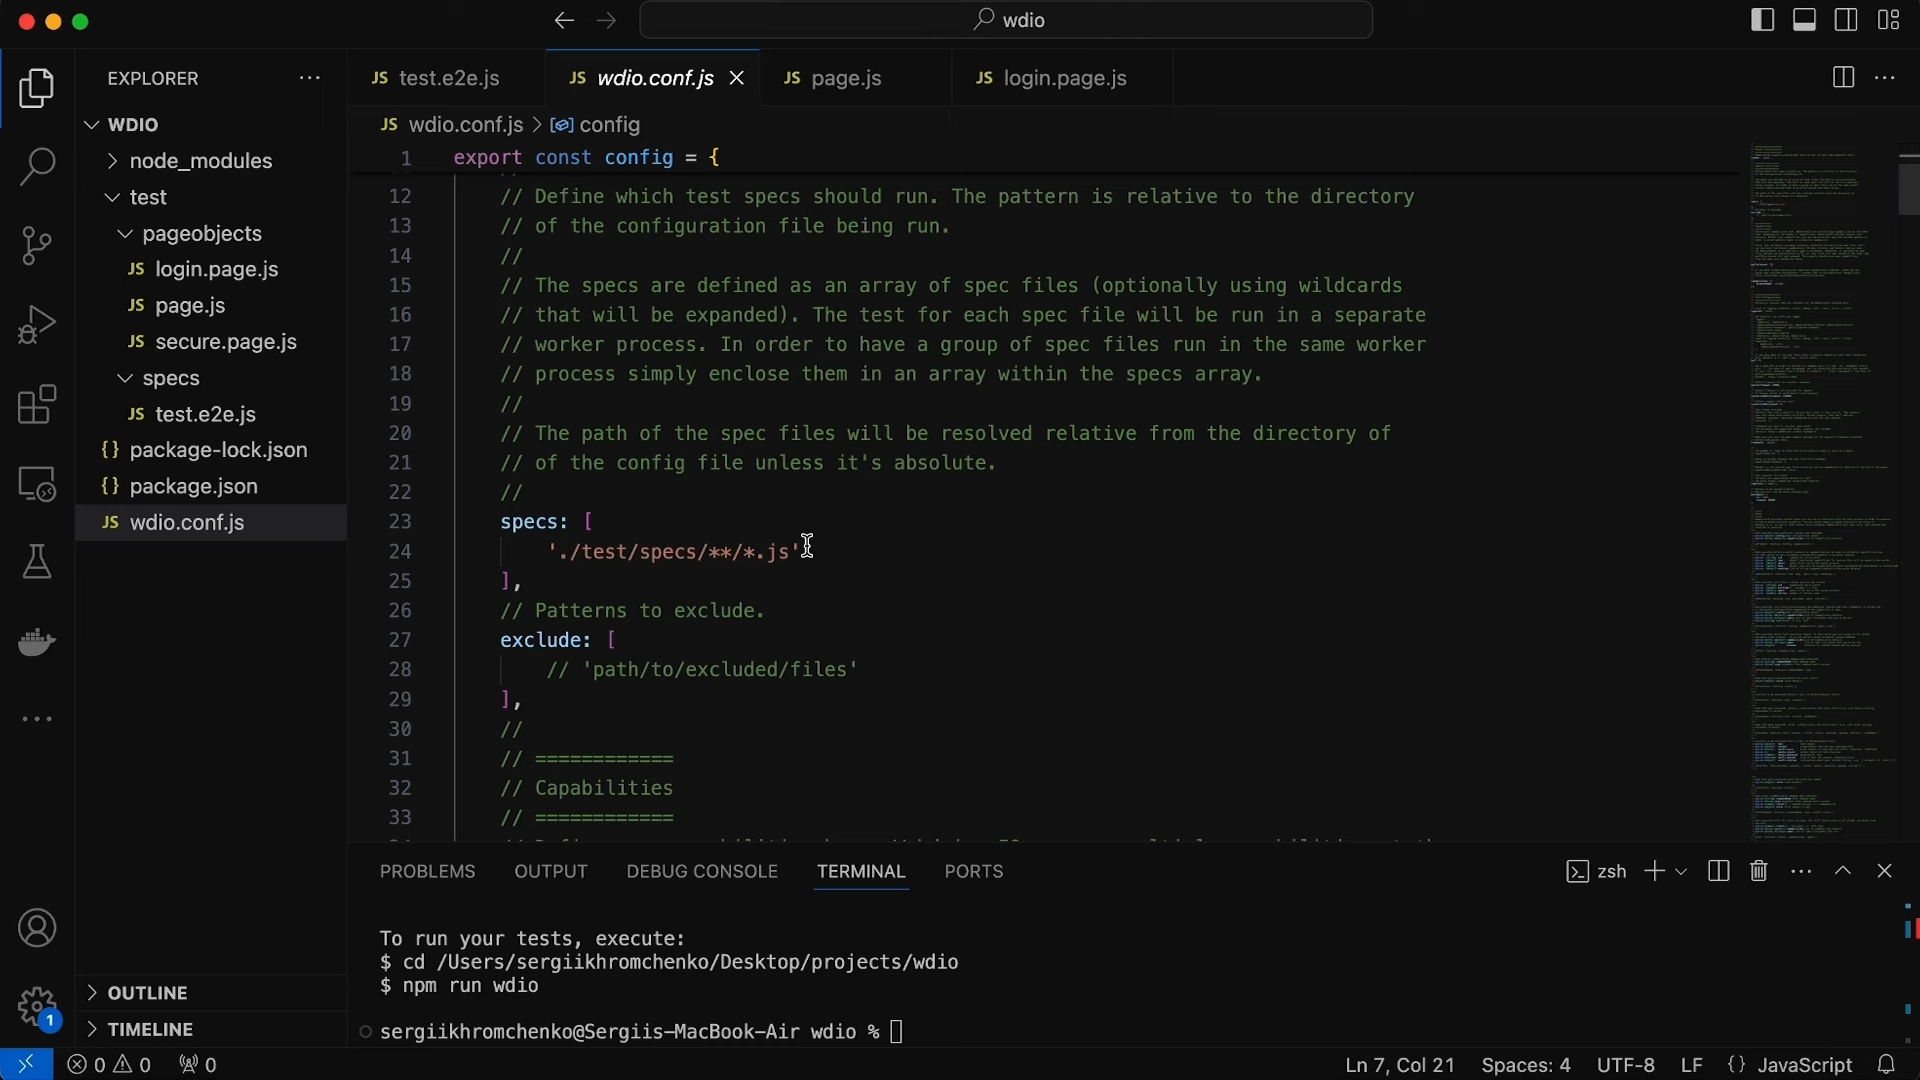 wdio
EXPLORER
WDIO
node_modules
test
pageobjects
JS login.page.js
JS page.js
JS secure.page.js
specs
JS test.e2e.js
{} package-lock.json
{} package.json
JS wdio.conf.js
OUTLINE
TIMELINE
1
JS test.e2e.js
JS wdio.conf.js
JS page.js
JS login.page.js
JS wdio.conf.js > config
1 export const config = {
12 // Define which test specs should run. The pattern is relative to the directory
13 // of the configuration file being run.
14 //
15 // The specs are defined as an array of spec files (optionally using wildcards
16 // that will be expanded). The test for each spec file will be run in a separate
17 // worker process. In order to have a group of spec files run in the same worker
18 // process simply enclose them in an array within the specs array.
19 //
20 // The path of the spec files will be resolved relative from the directory of
21 // of the config file unless it's absolute.
22 //
23 specs: [
24 './test/specs/**/*.js'
25 ],
26 // Patterns to exclude.
27 exclude: [
28 // 'path/to/excluded/files'
29 ],
30 //
31 // ============
32 // Capabilities
33 // ============
PROBLEMS OUTPUT DEBUG CONSOLE TERMINAL PORTS
zsh
To run your tests, execute:
$ cd /Users/sergiikhromchenko/Desktop/projects/wdio
$ npm run wdio
sergiikhromchenko@Sergiis-MacBook-Air wdio %
0 0 0
Ln 7, Col 21 Spaces: 4 UTF-8 LF {} JavaScript